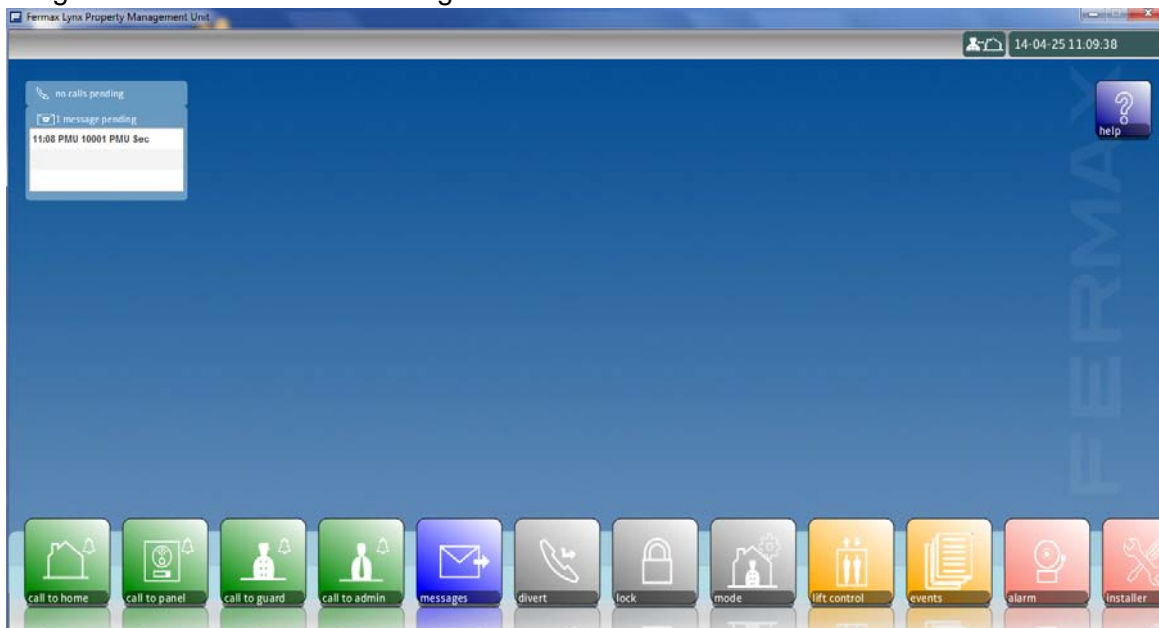 Fermax Lynx Property Management Unit
14-04-25 11:09:38
no calls pending
1 message pending
11:08 PMU 10001 PMU Sec
help
FERMAX
call to home
call to panel
call to guard
call to admin
messages
divert
lock
mode
lift control
events
alarm
installer